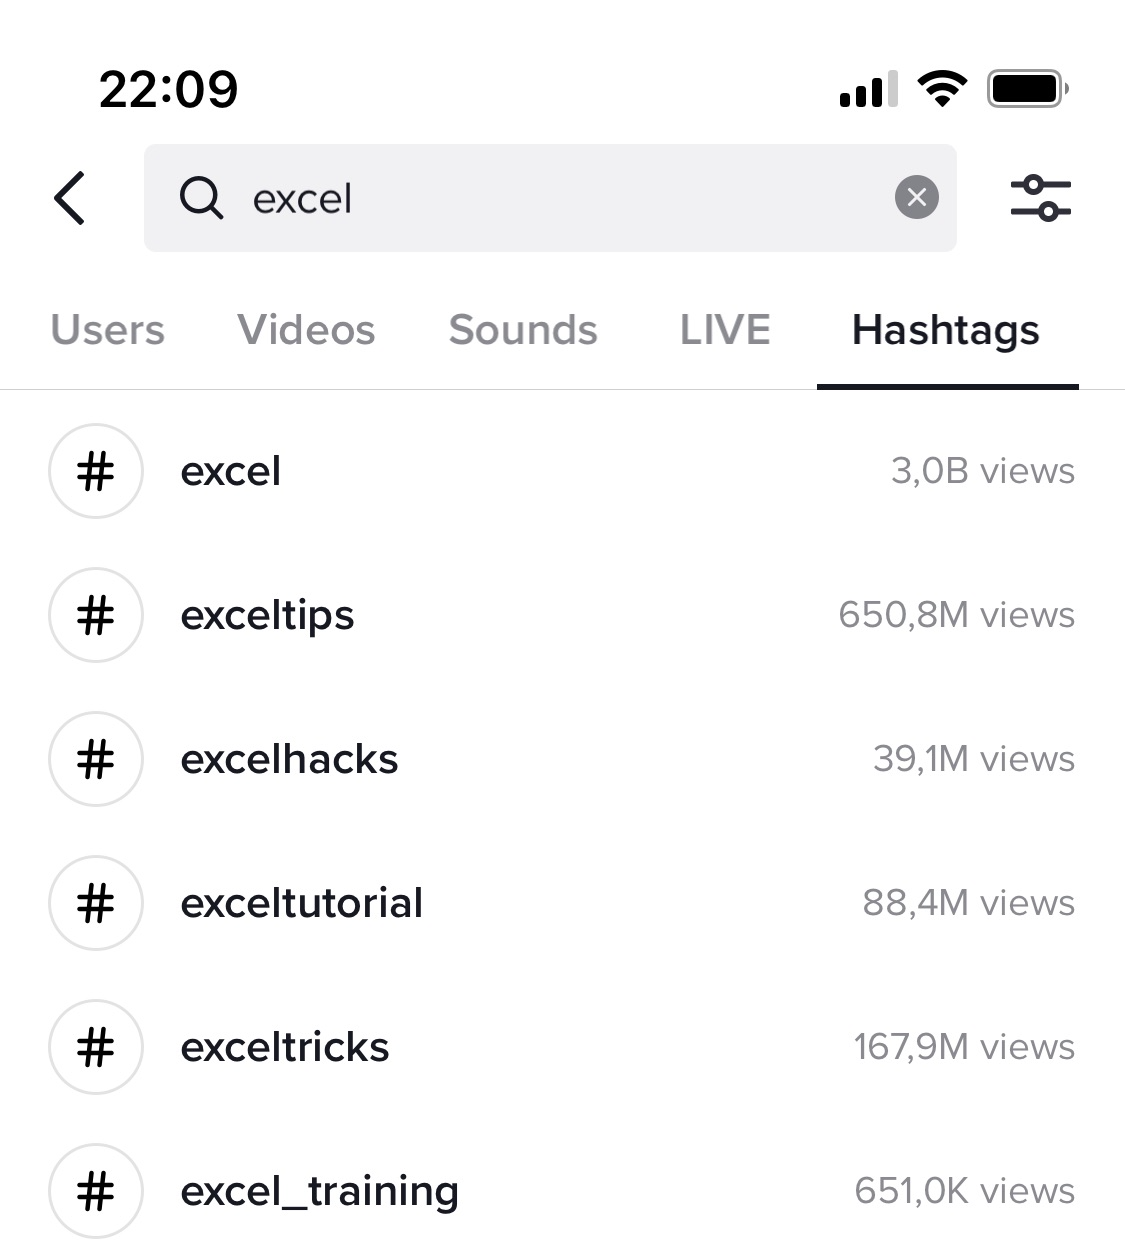 22:09
excel
Users Videos Sounds LIVE Hashtags
# excel 3,0B views
# exceltips 650,8M views
# excelhacks 39,1M views
# exceltutorial 88,4M views
# exceltricks 167,9M views
# excel_training 651,0K views